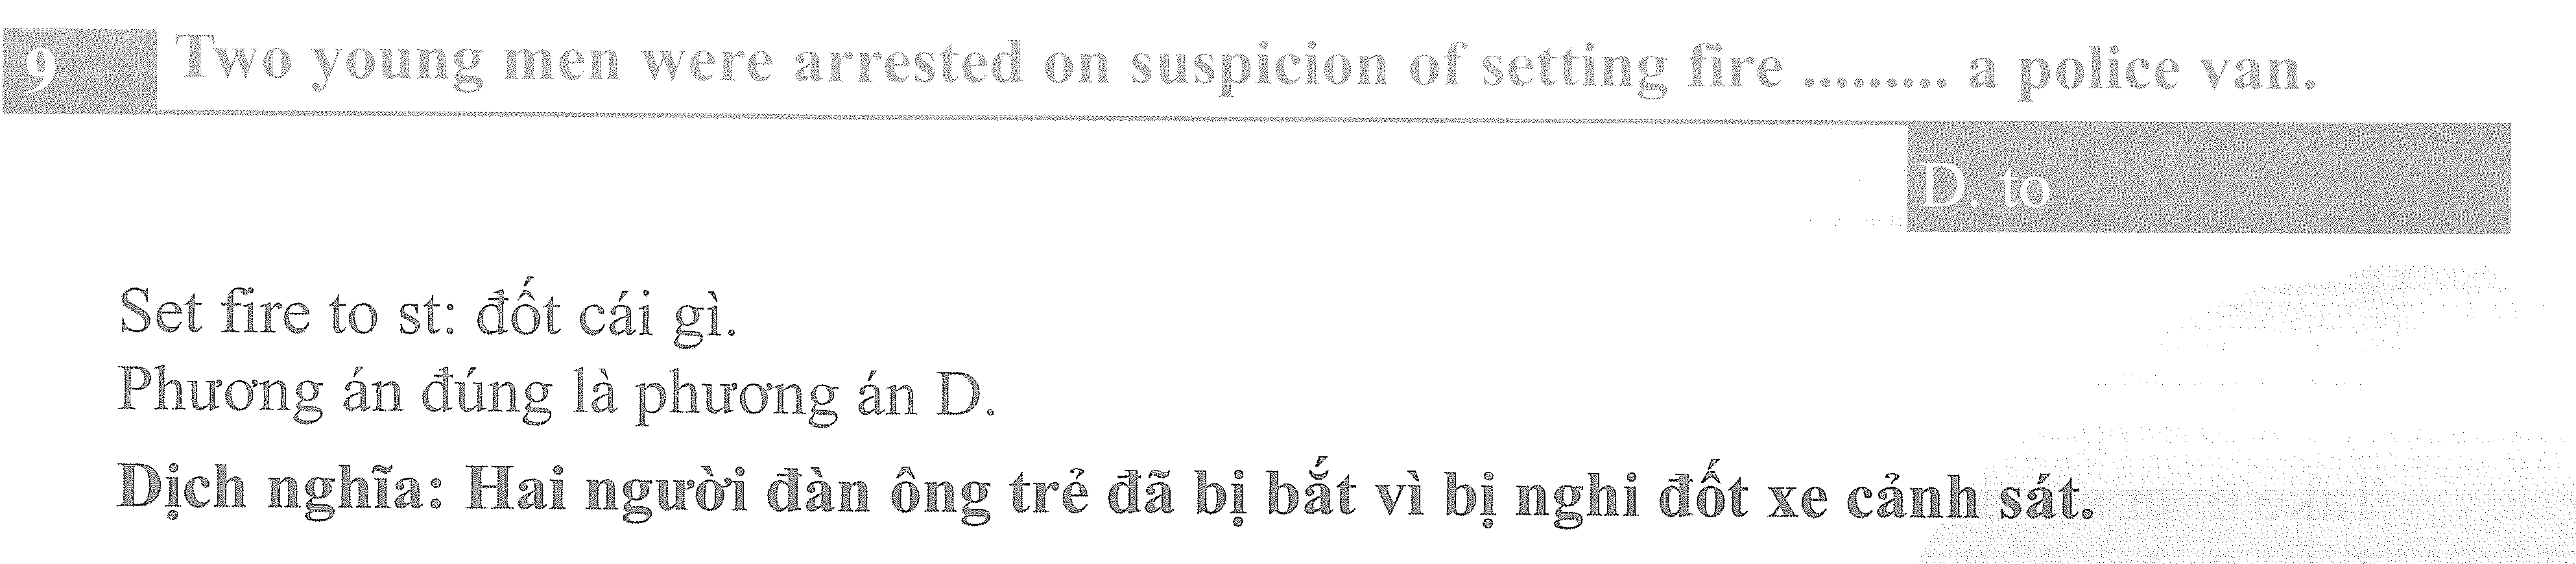 9 Two young men were arrested on suspicion of setting fire ......... a police van.
D. to
Set fire to st: đốt cái gì.
Phương án đúng là phương án D.
Dịch nghĩa: Hai người đàn ông trẻ đã bị bắt vì bị nghi đốt xe cảnh sát.